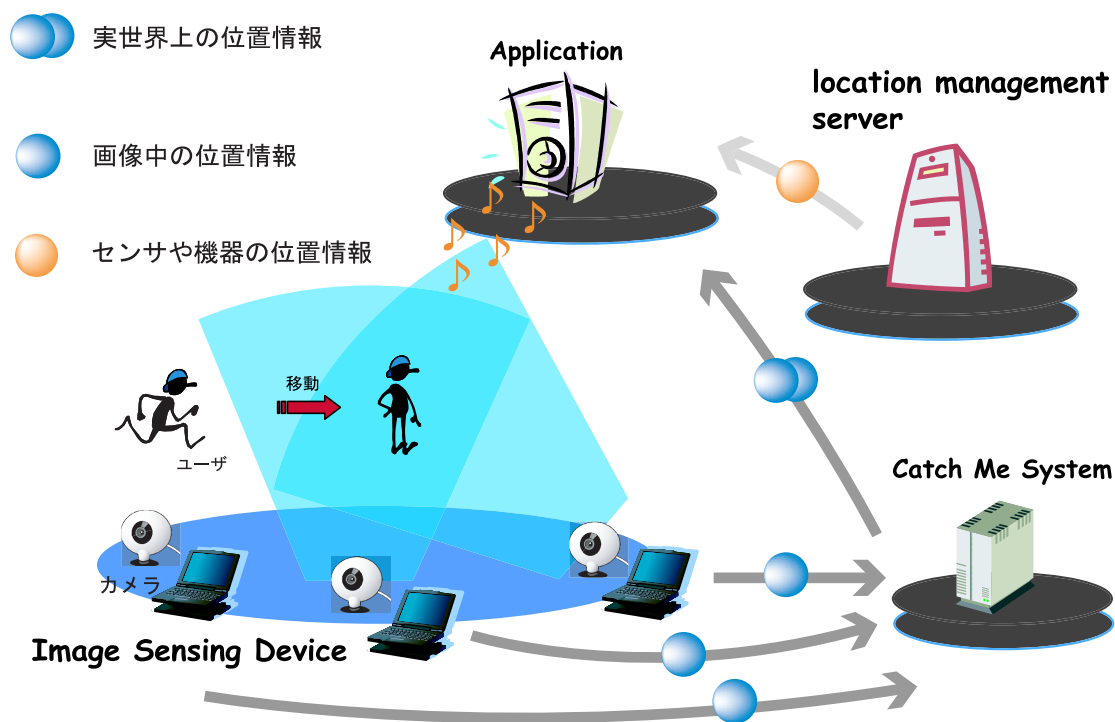 実世界上の位置情報
画像中の位置情報
センサや機器の位置情報
Application
location management
server
移動
ユーザ
Catch Me System
カメラ
Image Sensing Device